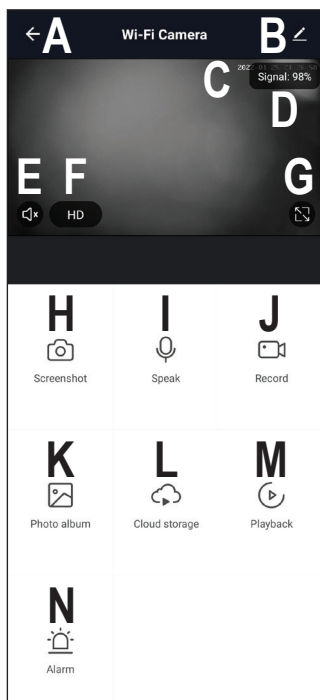 A Wi-Fi Camera B
C
Signal: 98%
D
E F G
HD
H I J
Screenshot Speak Record
K L M
Photo album Cloud storage Playback
N
Alarm